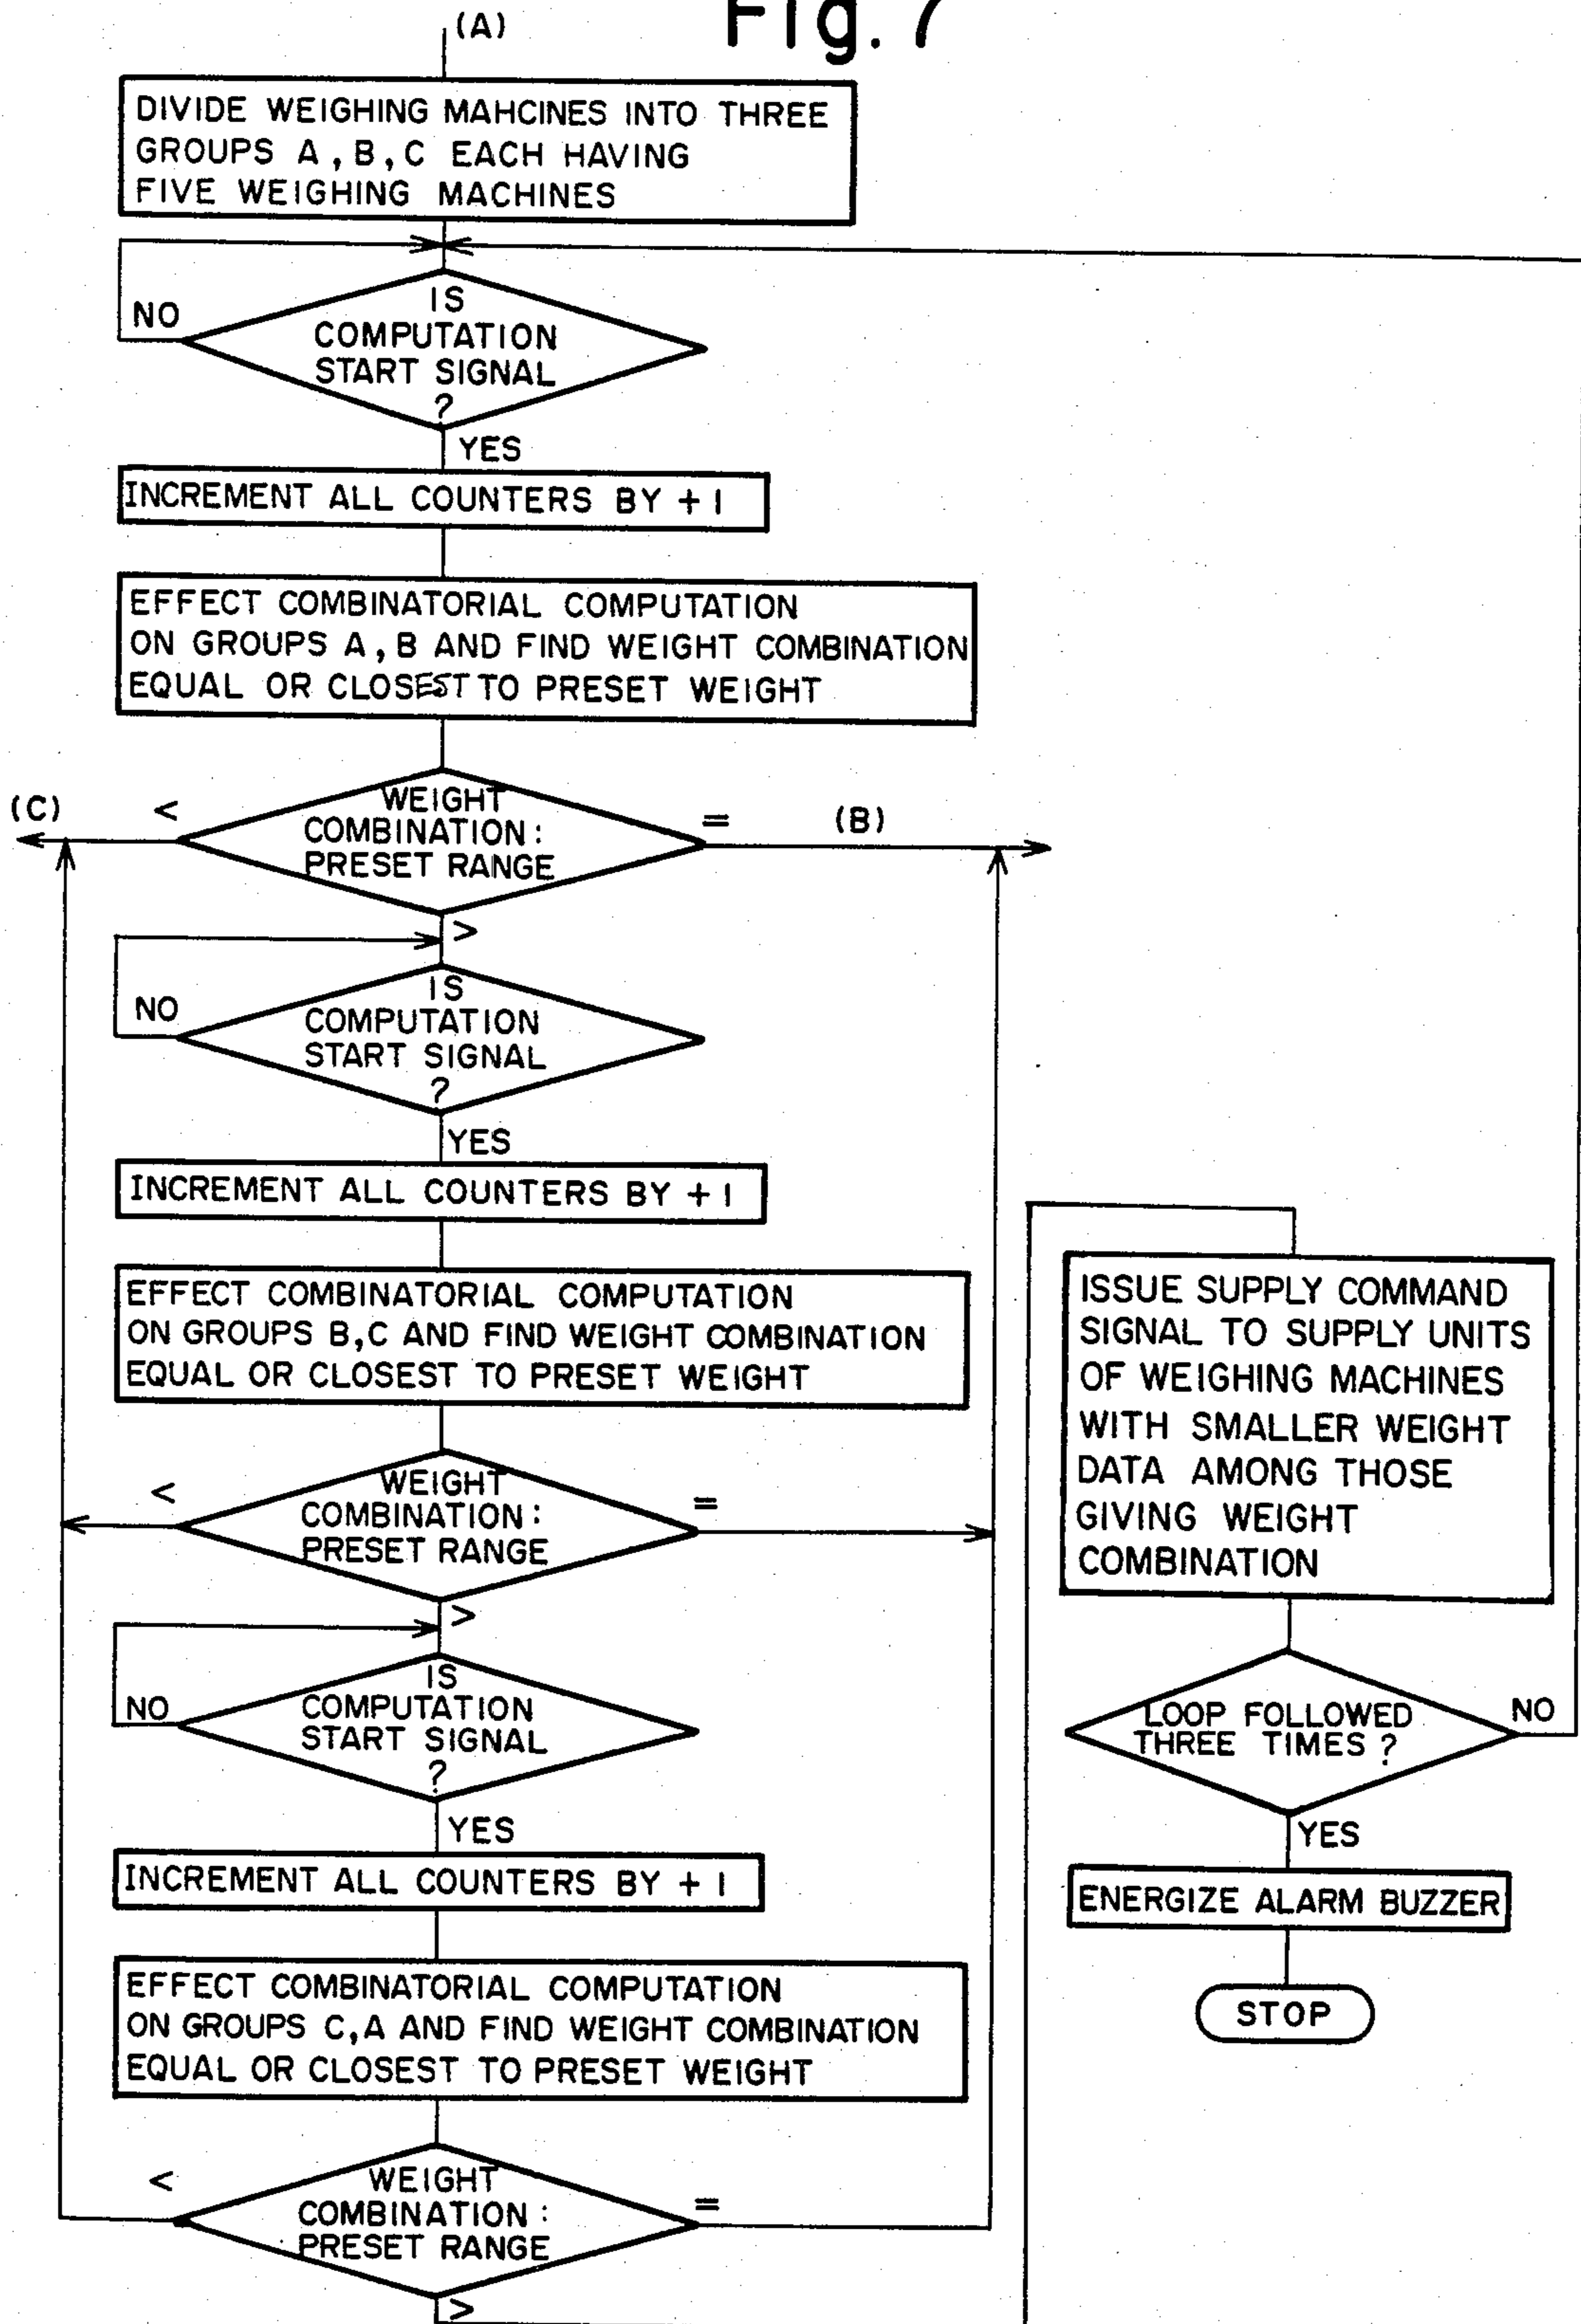 Fig. 7
(A)
DIVIDE WEIGHING MAHCINES INTO THREE
GROUPS A, B, C EACH HAVING
FIVE WEIGHING MACHINES
NO
IS
COMPUTATION
START SIGNAL
?
YES
INCREMENT ALL COUNTERS BY + 1
EFFECT COMBINATORIAL COMPUTATION
ON GROUPS A, B AND FIND WEIGHT COMBINATION
EQUAL OR CLOSEST TO PRESET WEIGHT
(C)
<
WEIGHT
COMBINATION:
PRESET RANGE
=
(B)
>
NO
IS
COMPUTATION
START SIGNAL
?
YES
INCREMENT ALL COUNTERS BY + 1
EFFECT COMBINATORIAL COMPUTATION
ON GROUPS B,C AND FIND WEIGHT COMBINATION
EQUAL OR CLOSEST TO PRESET WEIGHT
<
WEIGHT
COMBINATION:
PRESET RANGE
=
>
NO
IS
COMPUTATION
START SIGNAL
?
YES
INCREMENT ALL COUNTERS BY + 1
EFFECT COMBINATORIAL COMPUTATION
ON GROUPS C,A AND FIND WEIGHT COMBINATION
EQUAL OR CLOSEST TO PRESET WEIGHT
<
WEIGHT
COMBINATION:
PRESET RANGE
=
>
ISSUE SUPPLY COMMAND
SIGNAL TO SUPPLY UNITS
OF WEIGHING MACHINES
WITH SMALLER WEIGHT
DATA AMONG THOSE
GIVING WEIGHT
COMBINATION
LOOP FOLLOWED
THREE TIMES ?
NO
YES
ENERGIZE ALARM BUZZER
STOP